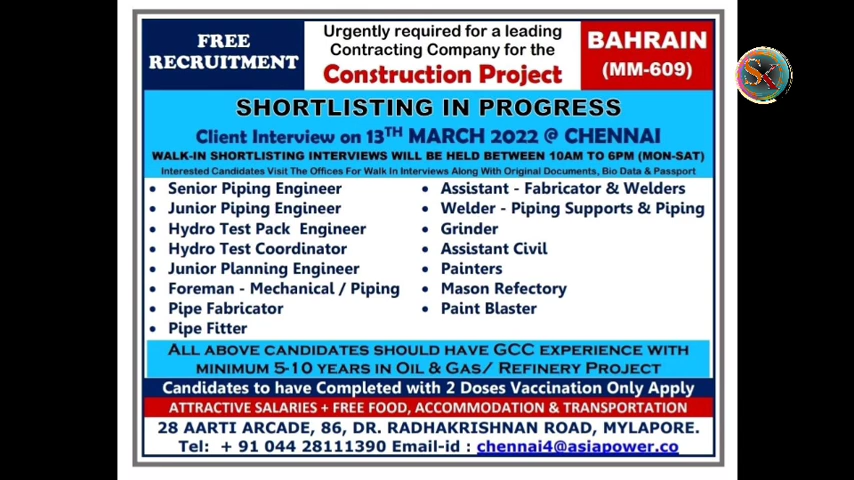 FREE
RECRUITMENT
Urgently required for a leading
Contracting Company for the
Construction Project
BAHRAIN
(MM-609)
SK
SHORTLISTING IN PROGRESS
Client Interview on 13TH MARCH 2022 @ CHENNAI
WALK-IN SHORTLISTING INTERVIEWS WILL BE HELD BETWEEN 10AM TO 6PM (MON-SAT)
Interested Candidates Visit The Offices For Walk In Interviews Along With Original Documents, Bio Data & Passport
• Senior Piping Engineer
• Junior Piping Engineer
• Hydro Test Pack Engineer
• Hydro Test Coordinator
• Junior Planning Engineer
• Foreman - Mechanical / Piping
• Pipe Fabricator
• Pipe Fitter
• Assistant - Fabricator & Welders
• Welder - Piping Supports & Piping
• Grinder
• Assistant Civil
• Painters
• Mason Refectory
• Paint Blaster
ALL ABOVE CANDIDATES SHOULD HAVE GCC EXPERIENCE WITH
MINIMUM 5-10 YEARS IN OIL & GAS/ REFINERY PROJECT
Candidates to have Completed with 2 Doses Vaccination Only Apply
ATTRACTIVE SALARIES + FREE FOOD, ACCOMMODATION & TRANSPORTATION
28 AARTI ARCADE, 86, DR. RADHAKRISHNAN ROAD, MYLAPORE.
Tel: + 91 044 28111390 Email-id : chennai4@asiapower.co